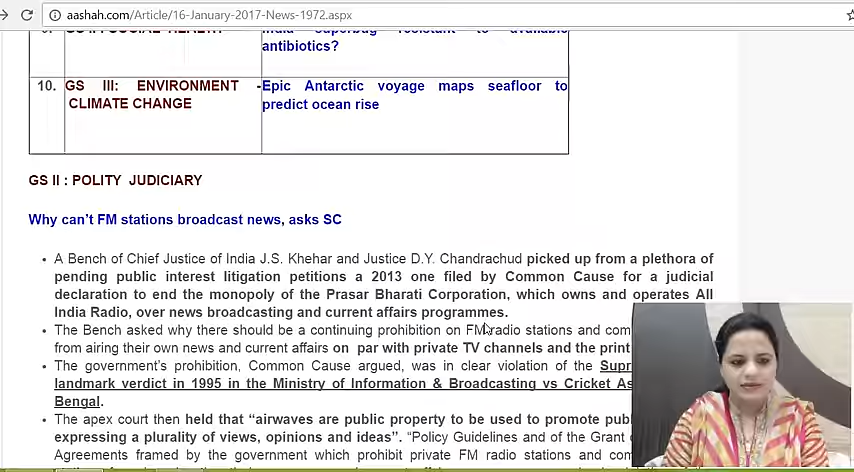 aashah.com/Article/16-January-2017-News-1972.aspx
India superbug resistant to available
antibiotics?
10. GS III: ENVIRONMENT - Epic Antarctic voyage maps seafloor to
CLIMATE CHANGE predict ocean rise
GS II : POLITY JUDICIARY
Why can't FM stations broadcast news, asks SC
• A Bench of Chief Justice of India J.S. Khehar and Justice D.Y. Chandrachud picked up from a plethora of
pending public interest litigation petitions a 2013 one filed by Common Cause for a judicial
declaration to end the monopoly of the Prasar Bharati Corporation, which owns and operates All
India Radio, over news broadcasting and current affairs programmes.
• The Bench asked why there should be a continuing prohibition on FM radio stations and com
from airing their own news and current affairs on par with private TV channels and the print
• The government's prohibition, Common Cause argued, was in clear violation of the Supr
landmark verdict in 1995 in the Ministry of Information & Broadcasting vs Cricket As
Bengal.
• The apex court then held that "airwaves are public property to be used to promote pub
expressing a plurality of views, opinions and ideas". "Policy Guidelines and of the Grant
Agreements framed by the government which prohibit private FM radio stations and com